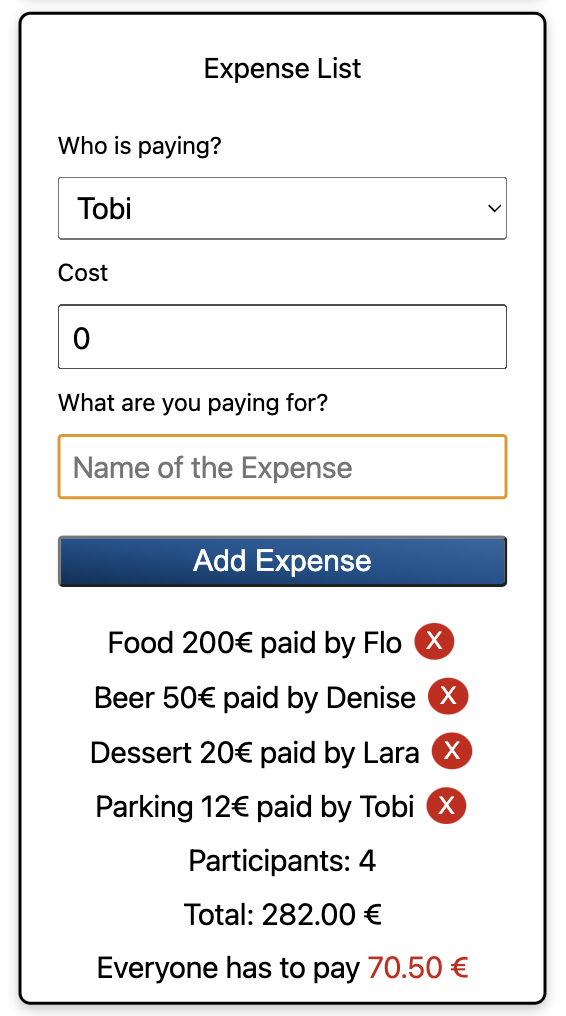 Expense List
Who is paying?
Tobi
Cost
0
What are you paying for?
Name of the Expense
Add Expense
Food 200€ paid by Flo X
Beer 50€ paid by Denise X
Dessert 20€ paid by Lara X
Parking 12€ paid by Tobi X
Participants: 4
Total: 282.00 €
Everyone has to pay 70.50 €